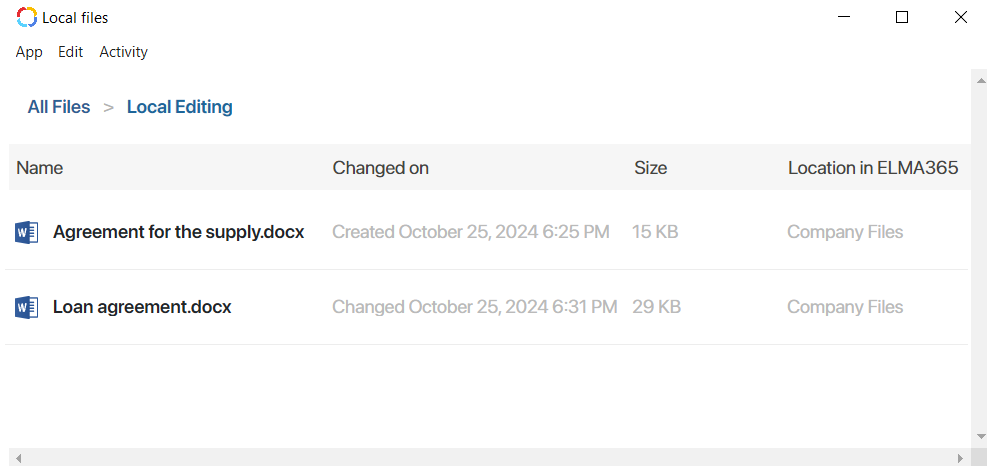 Local files
App Edit Activity
All Files > Local Editing
Name Changed on Size Location in ELMA365
Agreement for the supply.docx Created October 25, 2024 6:25 PM 15 KB Company Files
Loan agreement.docx Changed October 25, 2024 6:31 PM 29 KB Company Files